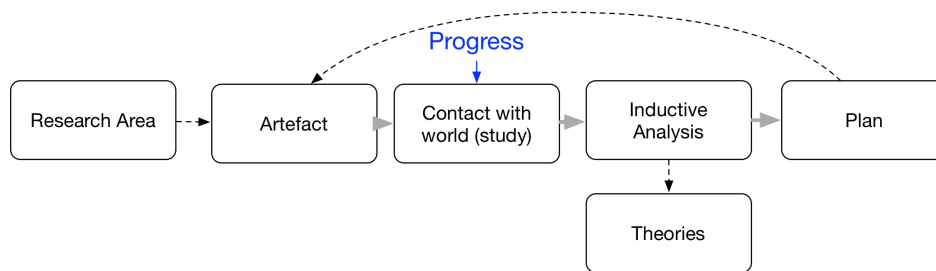 Progress
Research Area
Artefact
Contact with
world (study)
Inductive
Analysis
Plan
Theories